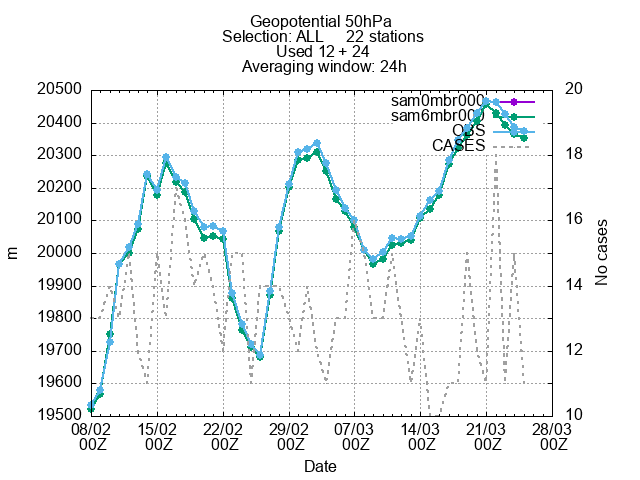 Geopotential 50hPa
Selection: ALL 22 stations
Used 12 + 24
Averaging window: 24h
20500
20400
20300
20200
20100
20000
19900
19800
19700
19600
19500
m
20
18
16
14
12
10
No cases
sam0mbr000
sam6mbr000
OBS
CASES
08/02 15/02 22/02 29/02 07/03 14/03 21/03 28/03
00Z 00Z 00Z 00Z 00Z 00Z 00Z 00Z
Date